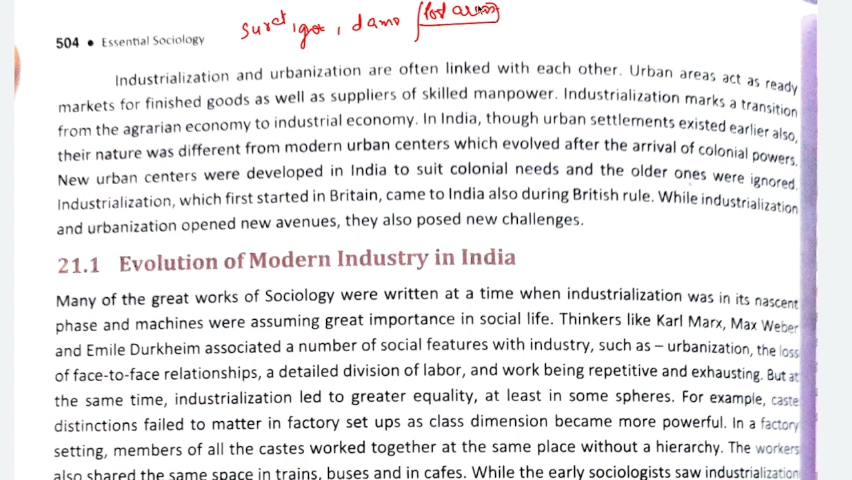 surat, goa, damo
504 • Essential Sociology
Industrialization and urbanization are often linked with each other. Urban areas act as ready
markets for finished goods as well as suppliers of skilled manpower. Industrialization marks a transition
from the agrarian economy to industrial economy. In India, though urban settlements existed earlier also,
their nature was different from modern urban centers which evolved after the arrival of colonial powers.
New urban centers were developed in India to suit colonial needs and the older ones were ignored.
Industrialization, which first started in Britain, came to India also during British rule. While industrialization
and urbanization opened new avenues, they also posed new challenges.
21.1 Evolution of Modern Industry in India
Many of the great works of Sociology were written at a time when industrialization was in its nascent
phase and machines were assuming great importance in social life. Thinkers like Karl Marx, Max Weber
and Emile Durkheim associated a number of social features with industry, such as – urbanization, the loss
of face-to-face relationships, a detailed division of labor, and work being repetitive and exhausting. But at
the same time, industrialization led to greater equality, at least in some spheres. For example, caste
distinctions failed to matter in factory set ups as class dimension became more powerful. In a factory
setting, members of all the castes worked together at the same place without a hierarchy. The workers
also shared the same space in trains, buses and in cafes. While the early sociologists saw industrialization